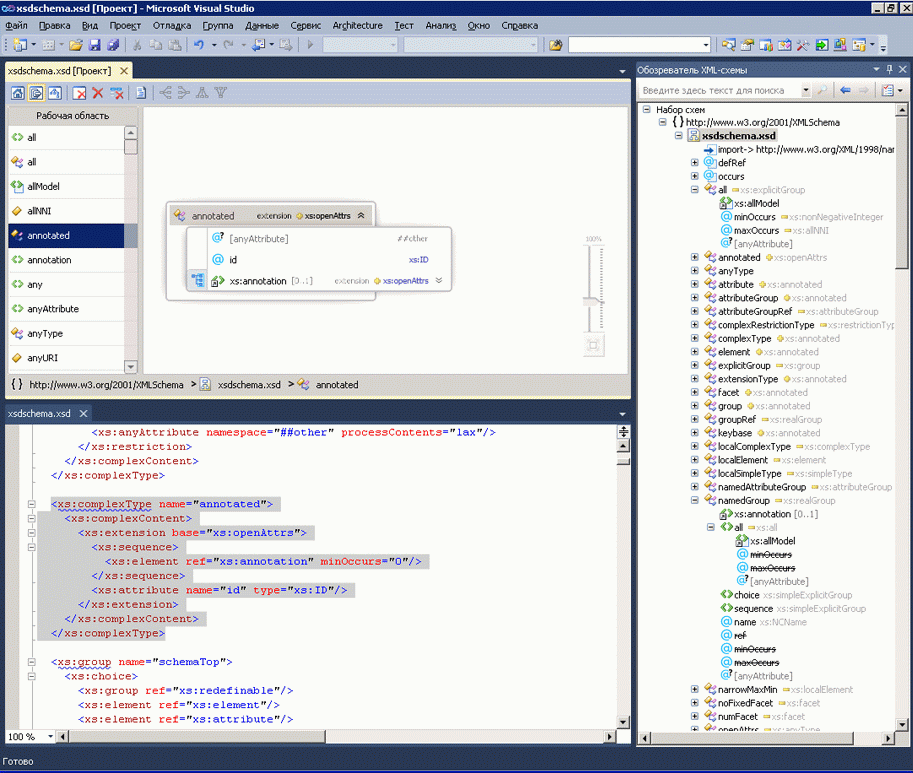 xsdschema.xsd [Проект] - Microsoft Visual Studio
Файл Правка Вид Проект Отладка Группа Данные Сервис Architecture Тест Анализ Окно Справка
xsdschema.xsd [Проект]
Рабочая область
all
all
allModel
allNNI
annotated
annotation
any
anyAttribute
anyType
anyURI
annotated extension xs:openAttrs
[anyAttribute] ##other
id xs:ID
xs:annotation [0..1] extension xs:openAttrs
100%
{ } http://www.w3.org/2001/XMLSchema > xsdschema.xsd > annotated
xsdschema.xsd
<xs:anyAttribute namespace="##other" processContents="lax"/>
</xs:restriction>
</xs:complexContent>
</xs:complexType>
<xs:complexType name="annotated">
<xs:complexContent>
<xs:extension base="xs:openAttrs">
<xs:sequence>
<xs:element ref="xs:annotation" minOccurs="0"/>
</xs:sequence>
<xs:attribute name="id" type="xs:ID"/>
</xs:extension>
</xs:complexContent>
</xs:complexType>
<xs:group name="schemaTop">
<xs:choice>
<xs:group ref="xs:redefinable"/>
<xs:element ref="xs:element"/>
<xs:element ref="xs:attribute"/>
100 %
Готово
Обозреватель XML-схемы
Введите здесь текст для поиска
Набор схем
{ } http://www.w3.org/2001/XMLSchema
xsdschema.xsd
import-> http://www.w3.org/XML/1998/nar
defRef
occurs
all xs:explicitGroup
xs:allModel
minOccurs xs:nonNegativeInteger
maxOccurs xs:allNNI
[anyAttribute]
annotated xs:openAttrs
anyType
attribute xs:annotated
attributeGroup xs:annotated
attributeGroupRef xs:attributeGroup
complexRestrictionType xs:restrictionTy
complexType xs:annotated
element xs:annotated
explicitGroup xs:group
extensionType xs:annotated
facet xs:annotated
group xs:annotated
groupRef xs:realGroup
keybase xs:annotated
localComplexType xs:complexType
localElement xs:element
localSimpleType xs:simpleType
namedAttributeGroup xs:attributeGroup
namedGroup xs:realGroup
xs:annotation [0..1]
all xs:all
xs:allModel
minOccurs
maxOccurs
[anyAttribute]
choice xs:simpleExplicitGroup
sequence xs:simpleExplicitGroup
name xs:NCName
ref
minOccurs
maxOccurs
[anyAttribute]
narrowMaxMin xs:localElement
noFixedFacet xs:facet
numFacet xs:facet
openAttrs xs:anyType